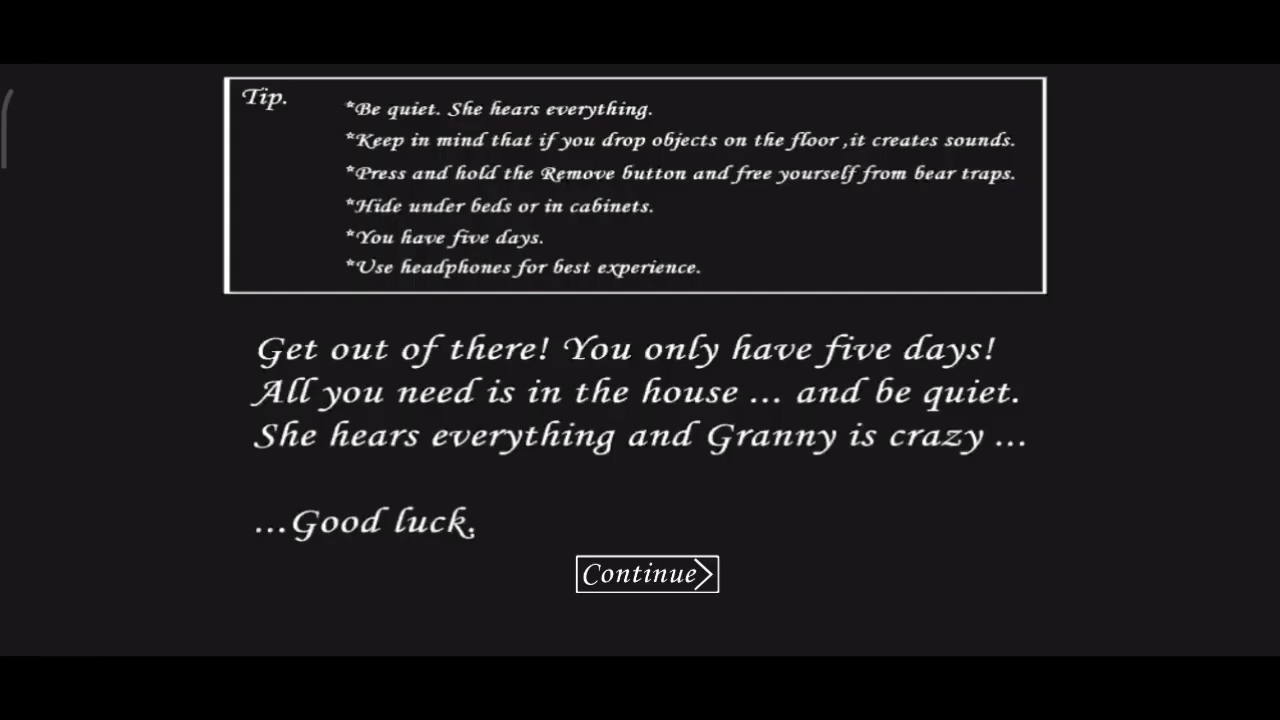 Tip.
*Be quiet. She hears everything.
*Keep in mind that if you drop objects on the floor ,it creates sounds.
*Press and hold the Remove button and free yourself from bear traps.
*Hide under beds or in cabinets.
*You have five days.
*Use headphones for best experience.
Get out of there! You only have five days!
All you need is in the house ... and be quiet.
She hears everything and Granny is crazy ...
...Good luck.
Continue